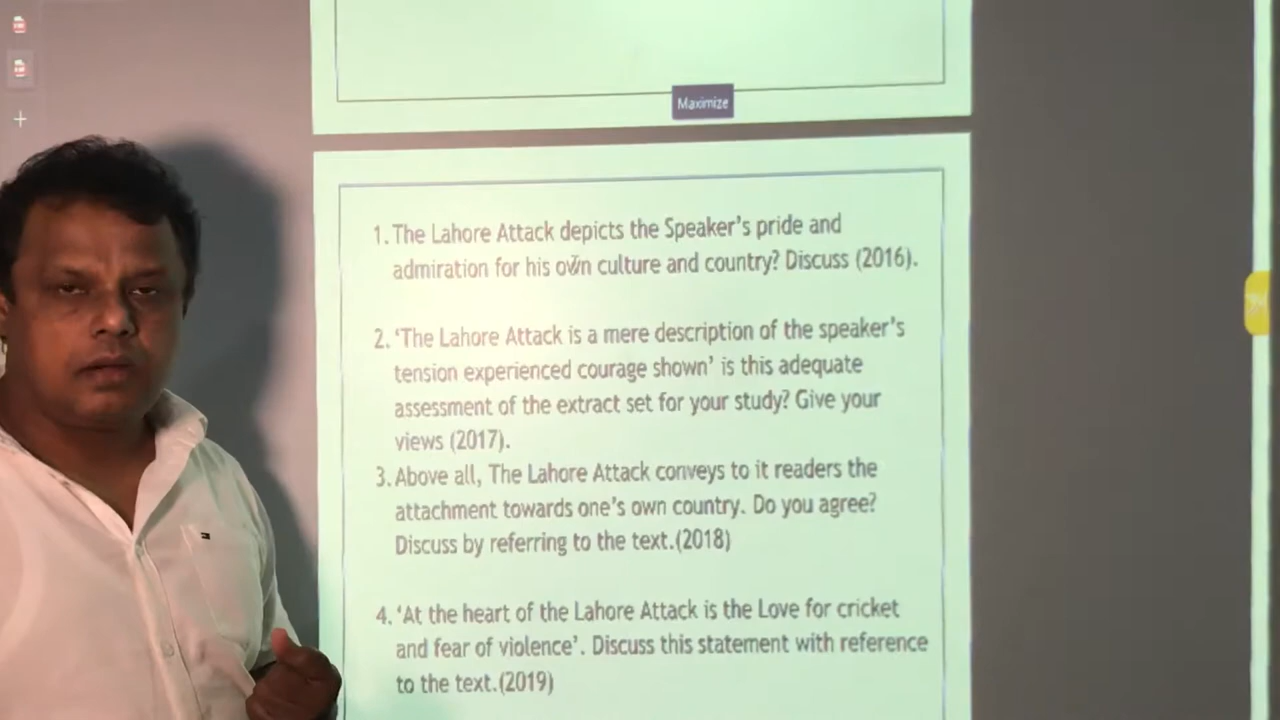 Maximize
1. The Lahore Attack depicts the Speaker's pride and
admiration for his own culture and country? Discuss (2016).
2. 'The Lahore Attack is a mere description of the speaker's
tension experienced courage shown' is this adequate
assessment of the extract set for your study? Give your
views (2017).
3. Above all, The Lahore Attack conveys to it readers the
attachment towards one's own country. Do you agree?
Discuss by referring to the text.(2018)
4. 'At the heart of the Lahore Attack is the Love for cricket
and fear of violence'. Discuss this statement with reference
to the text.(2019)